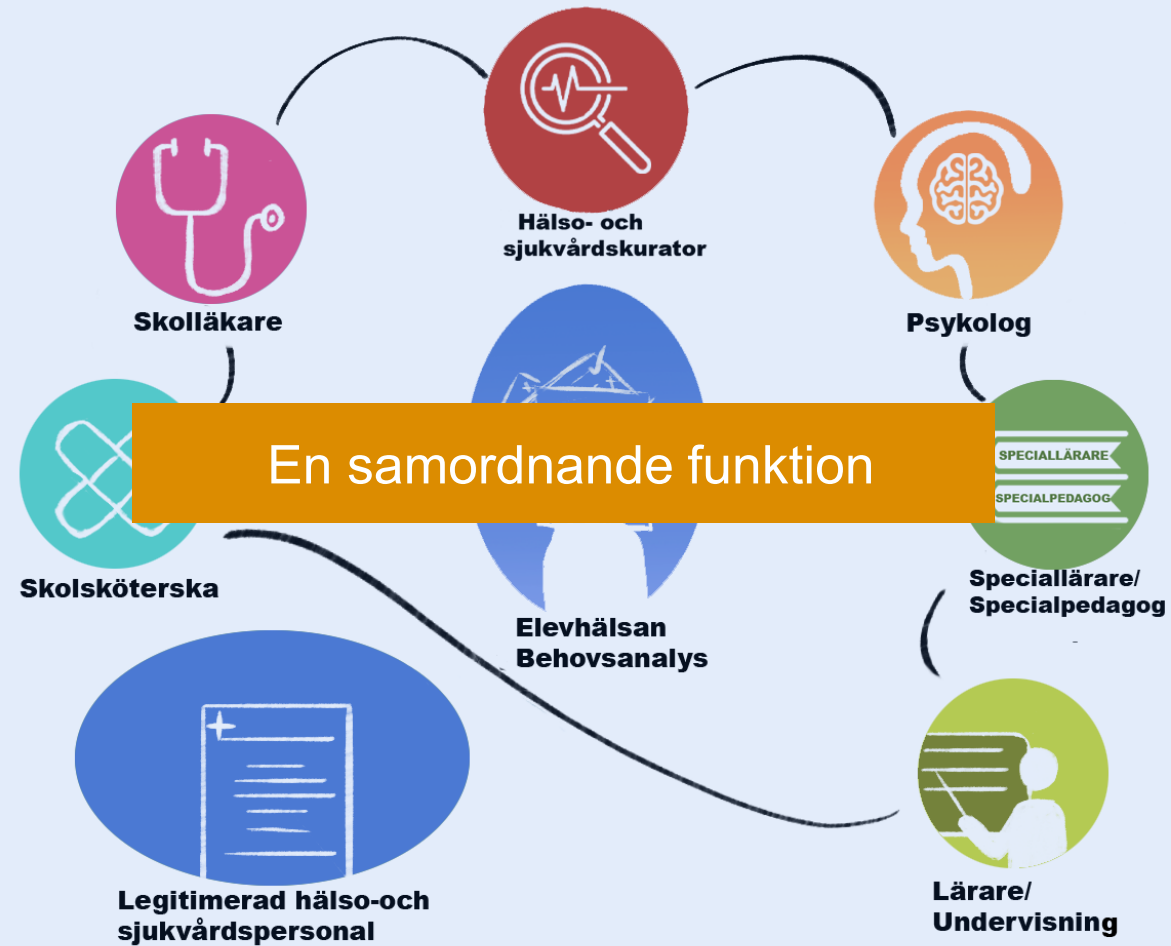 Hälso- och
sjukvårdskurator
Skolläkare
Psykolog
En samordnande funktion
SPECIALLÄRARE
SPECIALPEDAGOG
Skolsköterska
Speciallärare/
Specialpedagog
Elevhälsan
Behovsanalys
Legitimerad hälso-och
sjukvårdspersonal
Lärare/
Undervisning